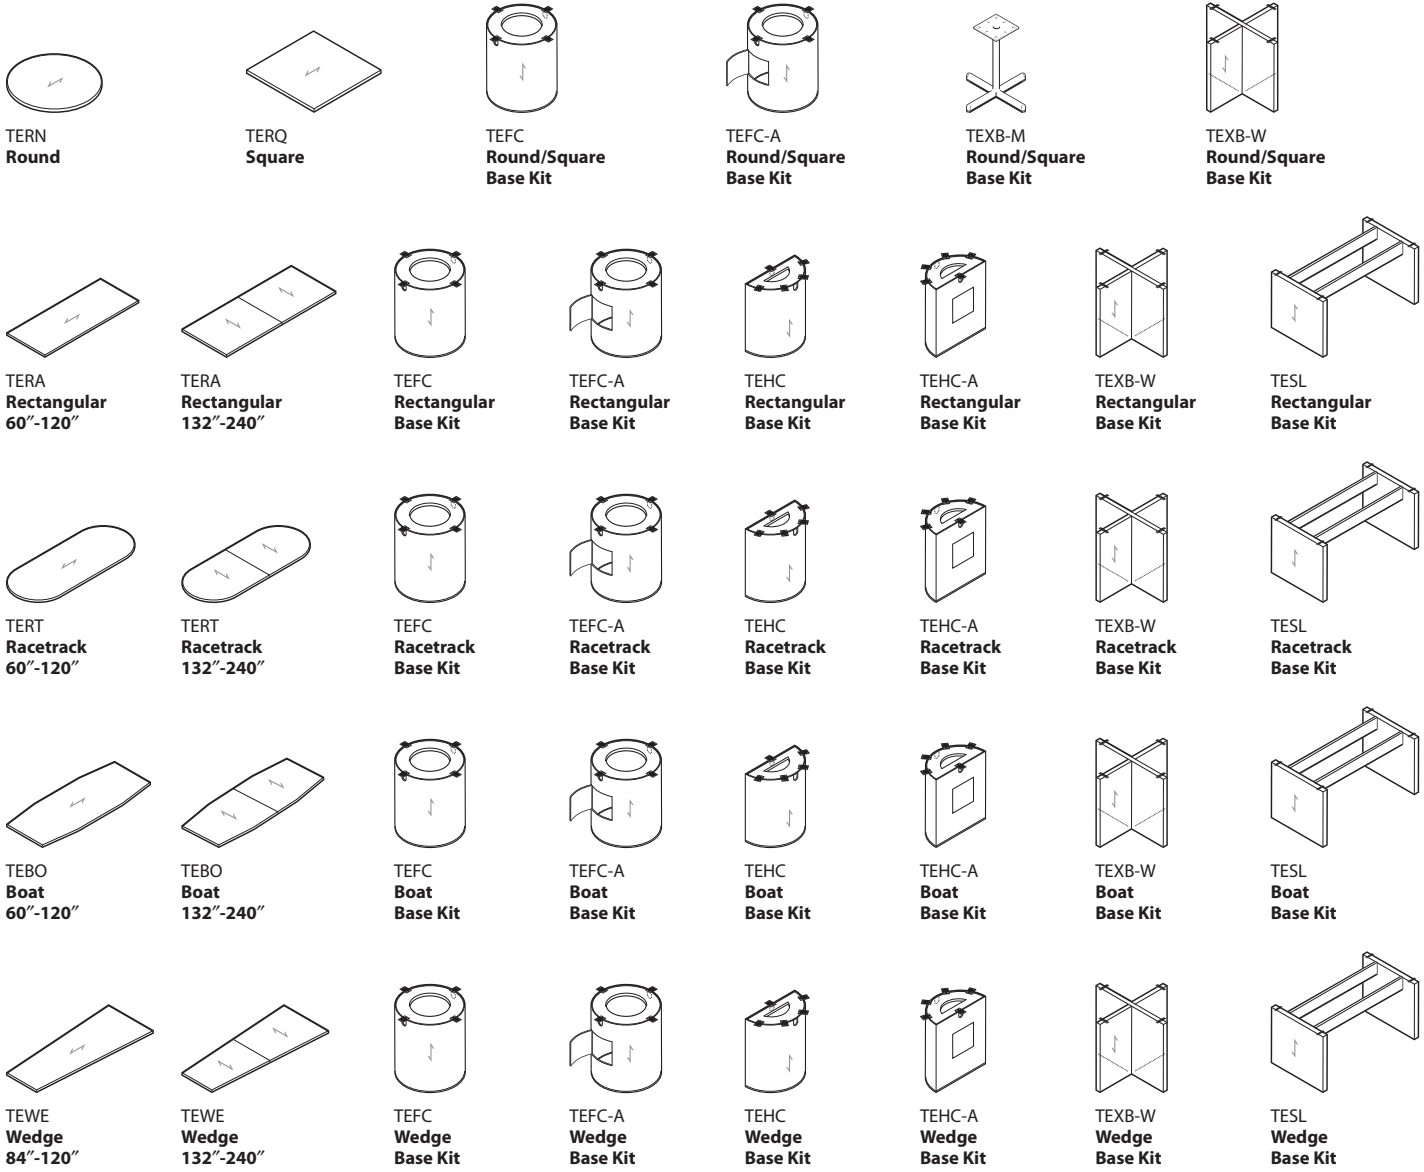 TERN
Round
TERQ
Square
TEFC
Round/Square
Base Kit
TEFC-A
Round/Square
Base Kit
TEXB-M
Round/Square
Base Kit
TEXB-W
Round/Square
Base Kit
TERA
Rectangular
60″-120″
TERA
Rectangular
132″-240″
TEFC
Rectangular
Base Kit
TEFC-A
Rectangular
Base Kit
TEHC
Rectangular
Base Kit
TEHC-A
Rectangular
Base Kit
TEXB-W
Rectangular
Base Kit
TESL
Rectangular
Base Kit
TERT
Racetrack
60″-120″
TERT
Racetrack
132″-240″
TEFC
Racetrack
Base Kit
TEFC-A
Racetrack
Base Kit
TEHC
Racetrack
Base Kit
TEHC-A
Racetrack
Base Kit
TEXB-W
Racetrack
Base Kit
TESL
Racetrack
Base Kit
TEBO
Boat
60″-120″
TEBO
Boat
132″-240″
TEFC
Boat
Base Kit
TEFC-A
Boat
Base Kit
TEHC
Boat
Base Kit
TEHC-A
Boat
Base Kit
TEXB-W
Boat
Base Kit
TESL
Boat
Base Kit
TEWE
Wedge
84″-120″
TEWE
Wedge
132″-240″
TEFC
Wedge
Base Kit
TEFC-A
Wedge
Base Kit
TEHC
Wedge
Base Kit
TEHC-A
Wedge
Base Kit
TEXB-W
Wedge
Base Kit
TESL
Wedge
Base Kit